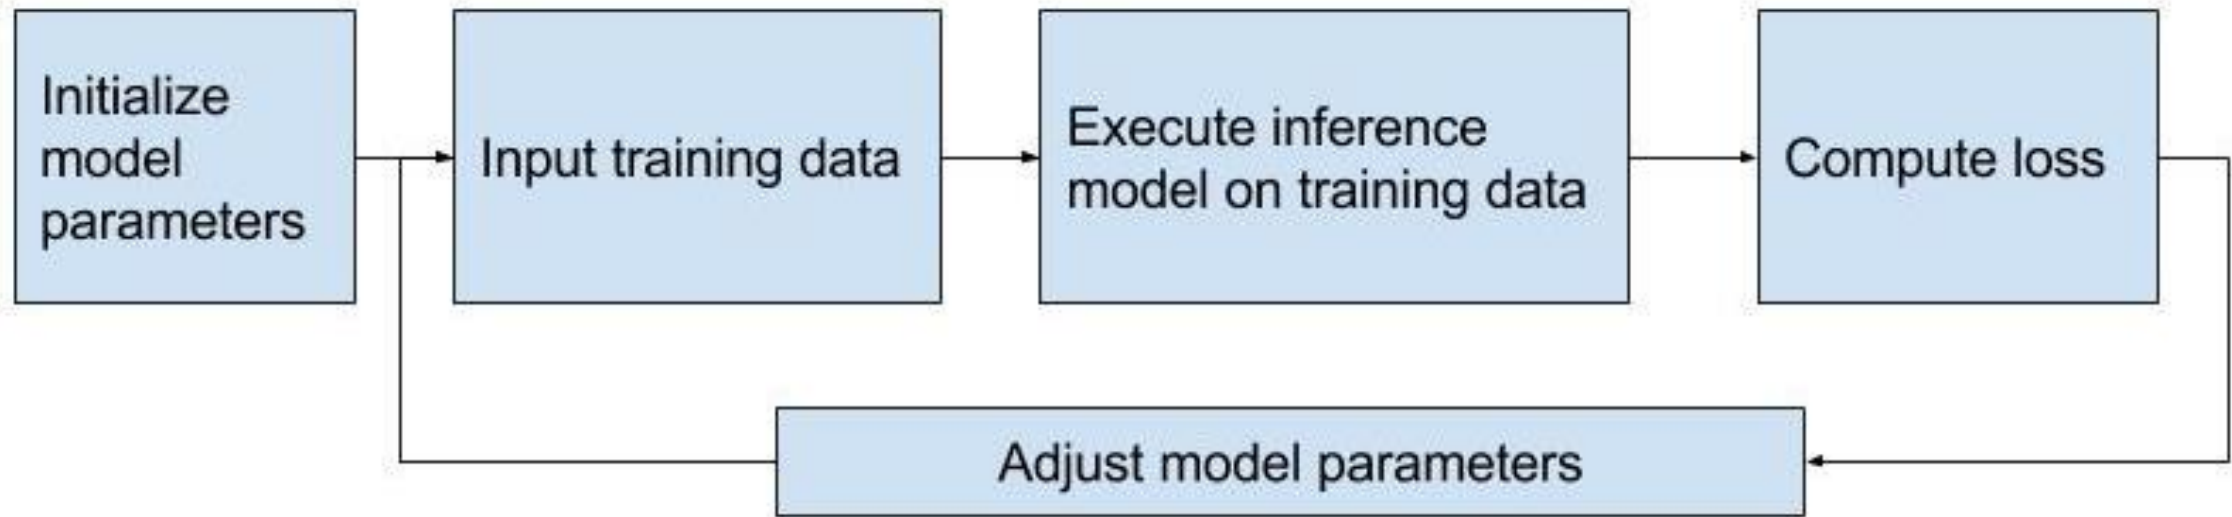 Initialize
model
parameters
Input training data
Execute inference
model on training data
Compute loss
Adjust model parameters